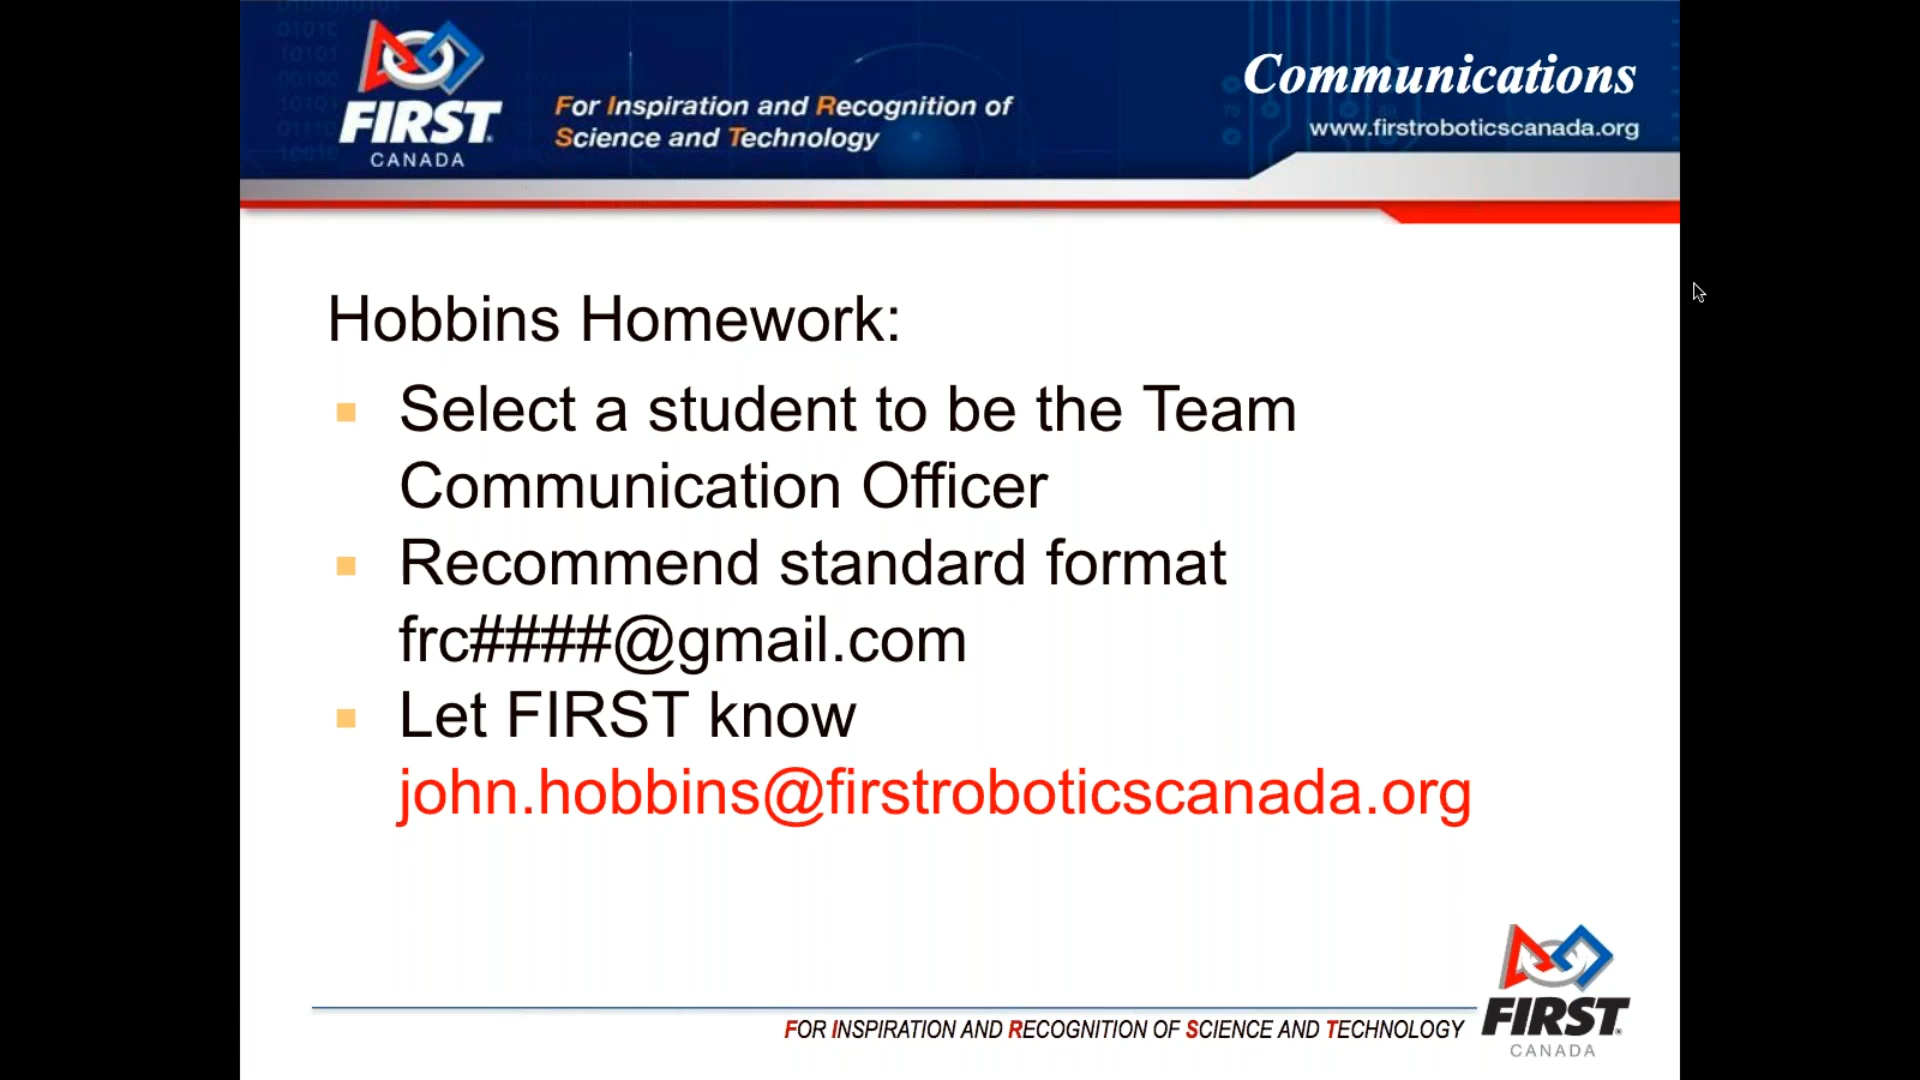 FIRST
CANADA
For Inspiration and Recognition of
Science and Technology
Communications
www.firstroboticscanada.org
Hobbins Homework:
Select a student to be the Team
Communication Officer
Recommend standard format
frc####@gmail.com
Let FIRST know
john.hobbins@firstroboticscanada.org
FOR INSPIRATION AND RECOGNITION OF SCIENCE AND TECHNOLOGY
FIRST
CANADA